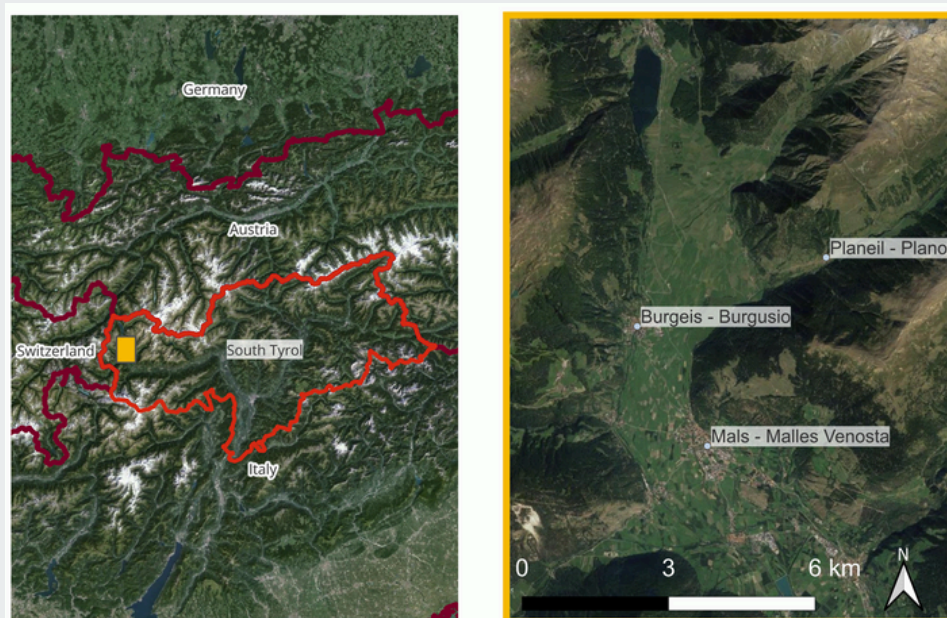 Germany
Austria
Switzerland
South Tyrol
Italy
Planeil - Plano
Burgeis - Burgusio
Mals - Malles Venosta
0 3 6 km
N